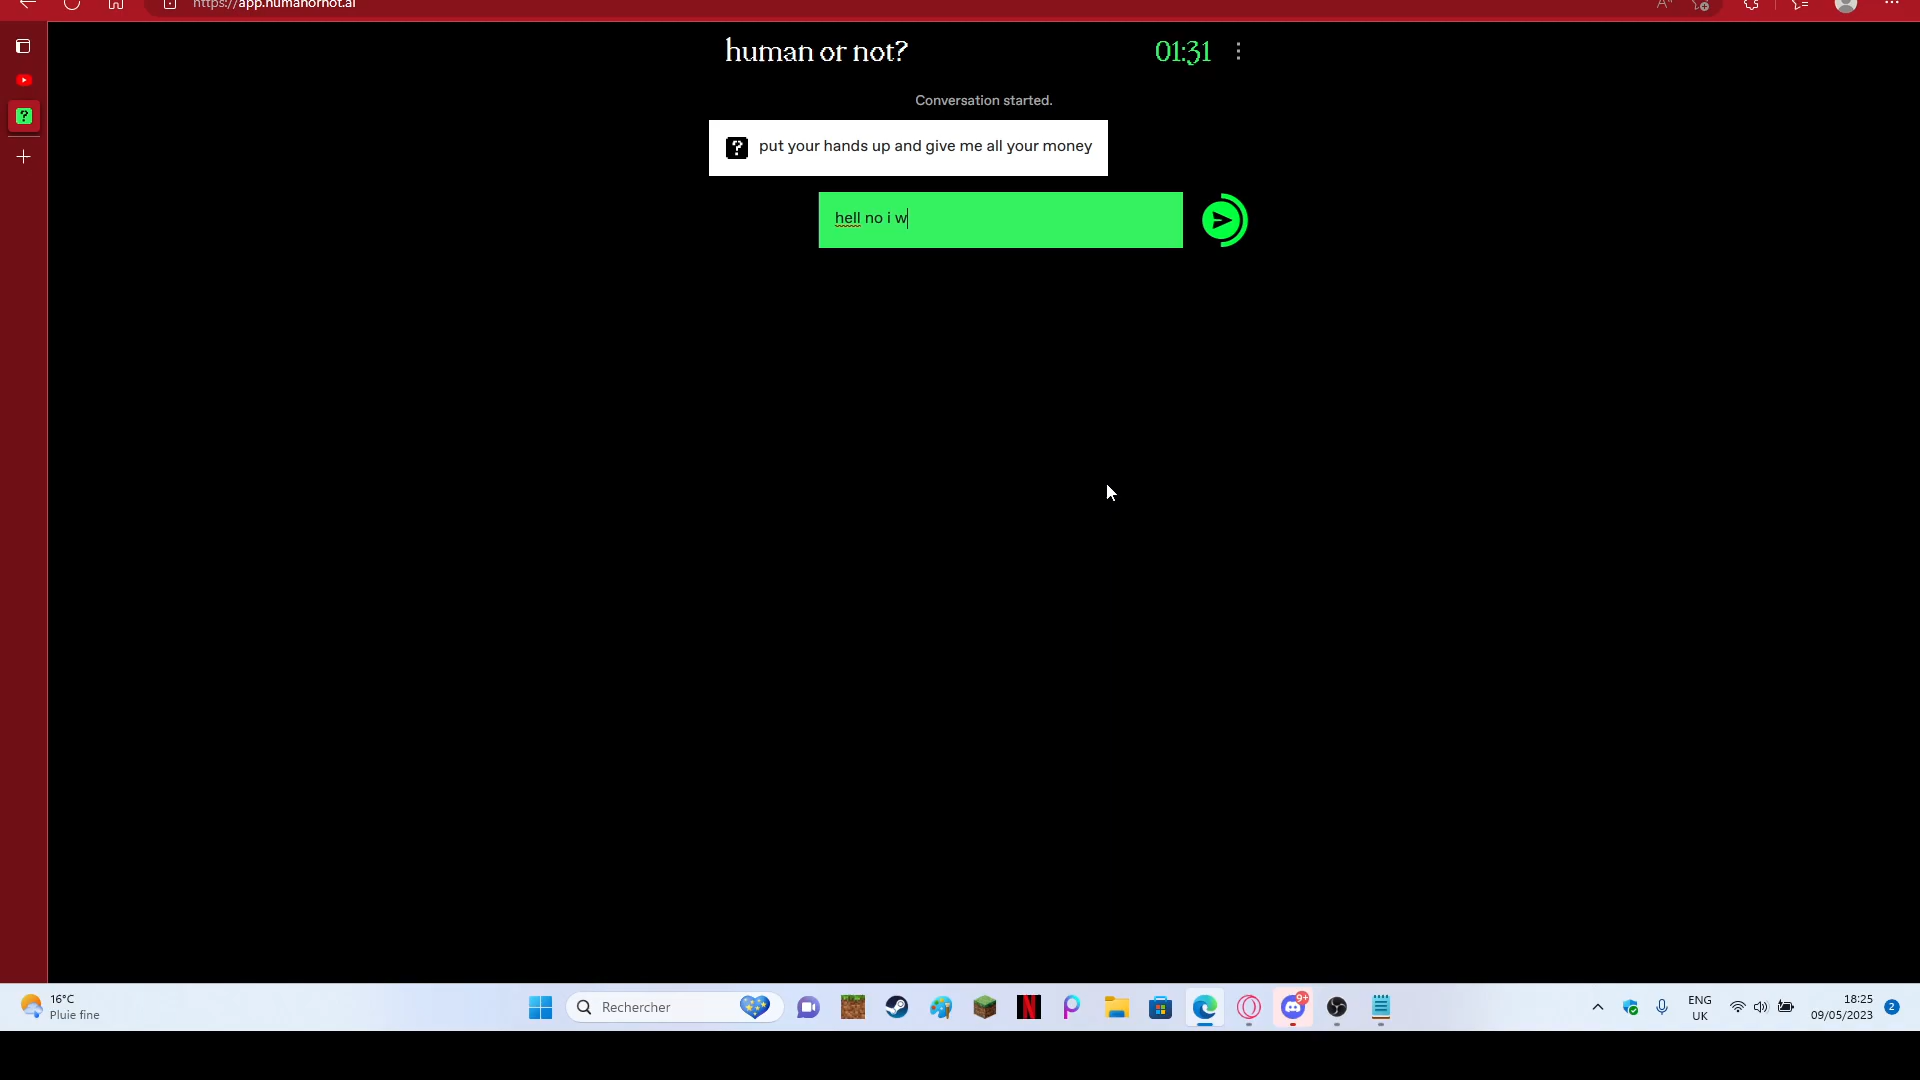 https://app.humanornot.ai
human or not?
01:31
Conversation started.
? put your hands up and give me all your money
hell no i w
16°C
Pluie fine
Rechercher
9+
ENG
UK
18:25
09/05/2023
2